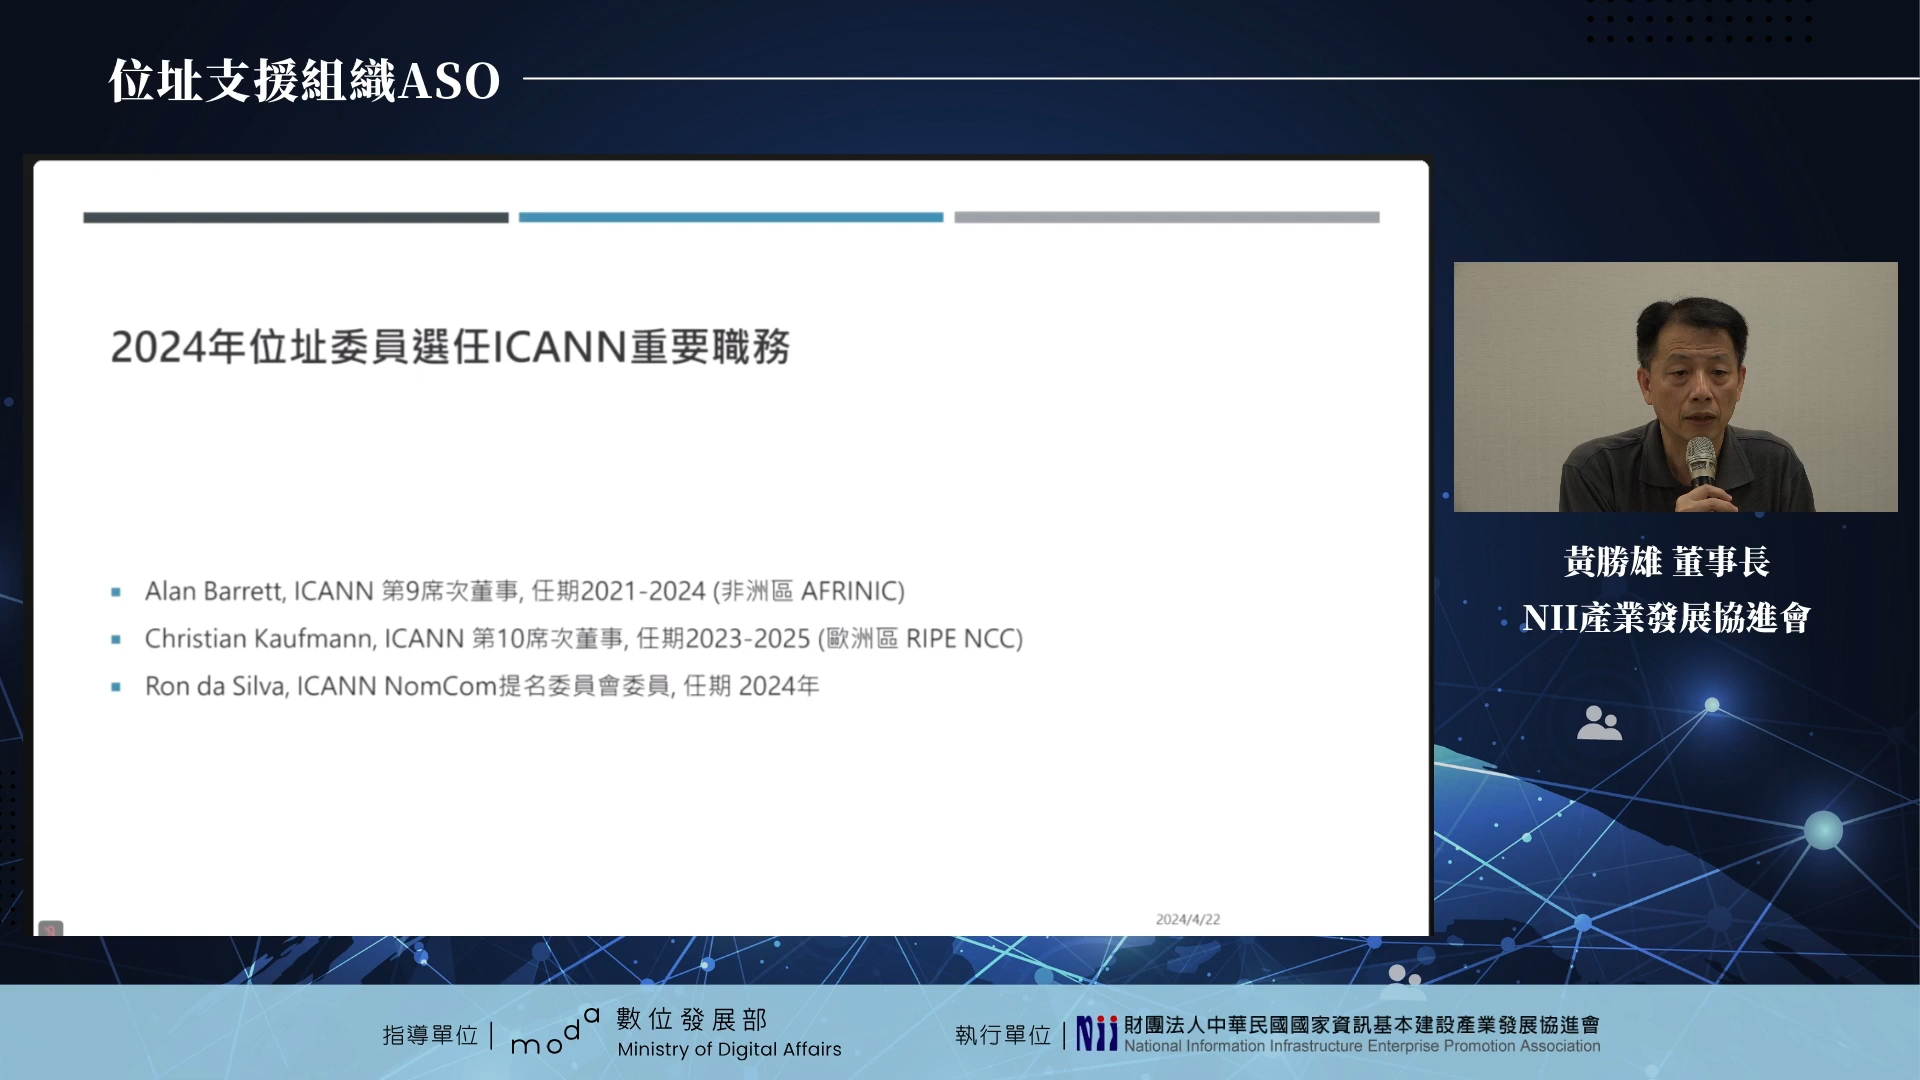 位址支援組織ASO
2024年位址委員選任ICANN重要職務
Alan Barrett, ICANN 第9席次董事, 任期2021-2024 (非洲區 AFRINIC)
Christian Kaufmann, ICANN 第10席次董事, 任期2023-2025 (歐洲區 RIPE NCC)
Ron da Silva, ICANN NomCom提名委員會委員, 任期 2024年
2024/4/22
黃勝雄 董事長
NII產業發展協進會
指導單位
moda
數位發展部
Ministry of Digital Affairs
執行單位
Nii
財團法人中華民國國家資訊基本建設產業發展協進會
National Information Infrastructure Enterprise Promotion Association